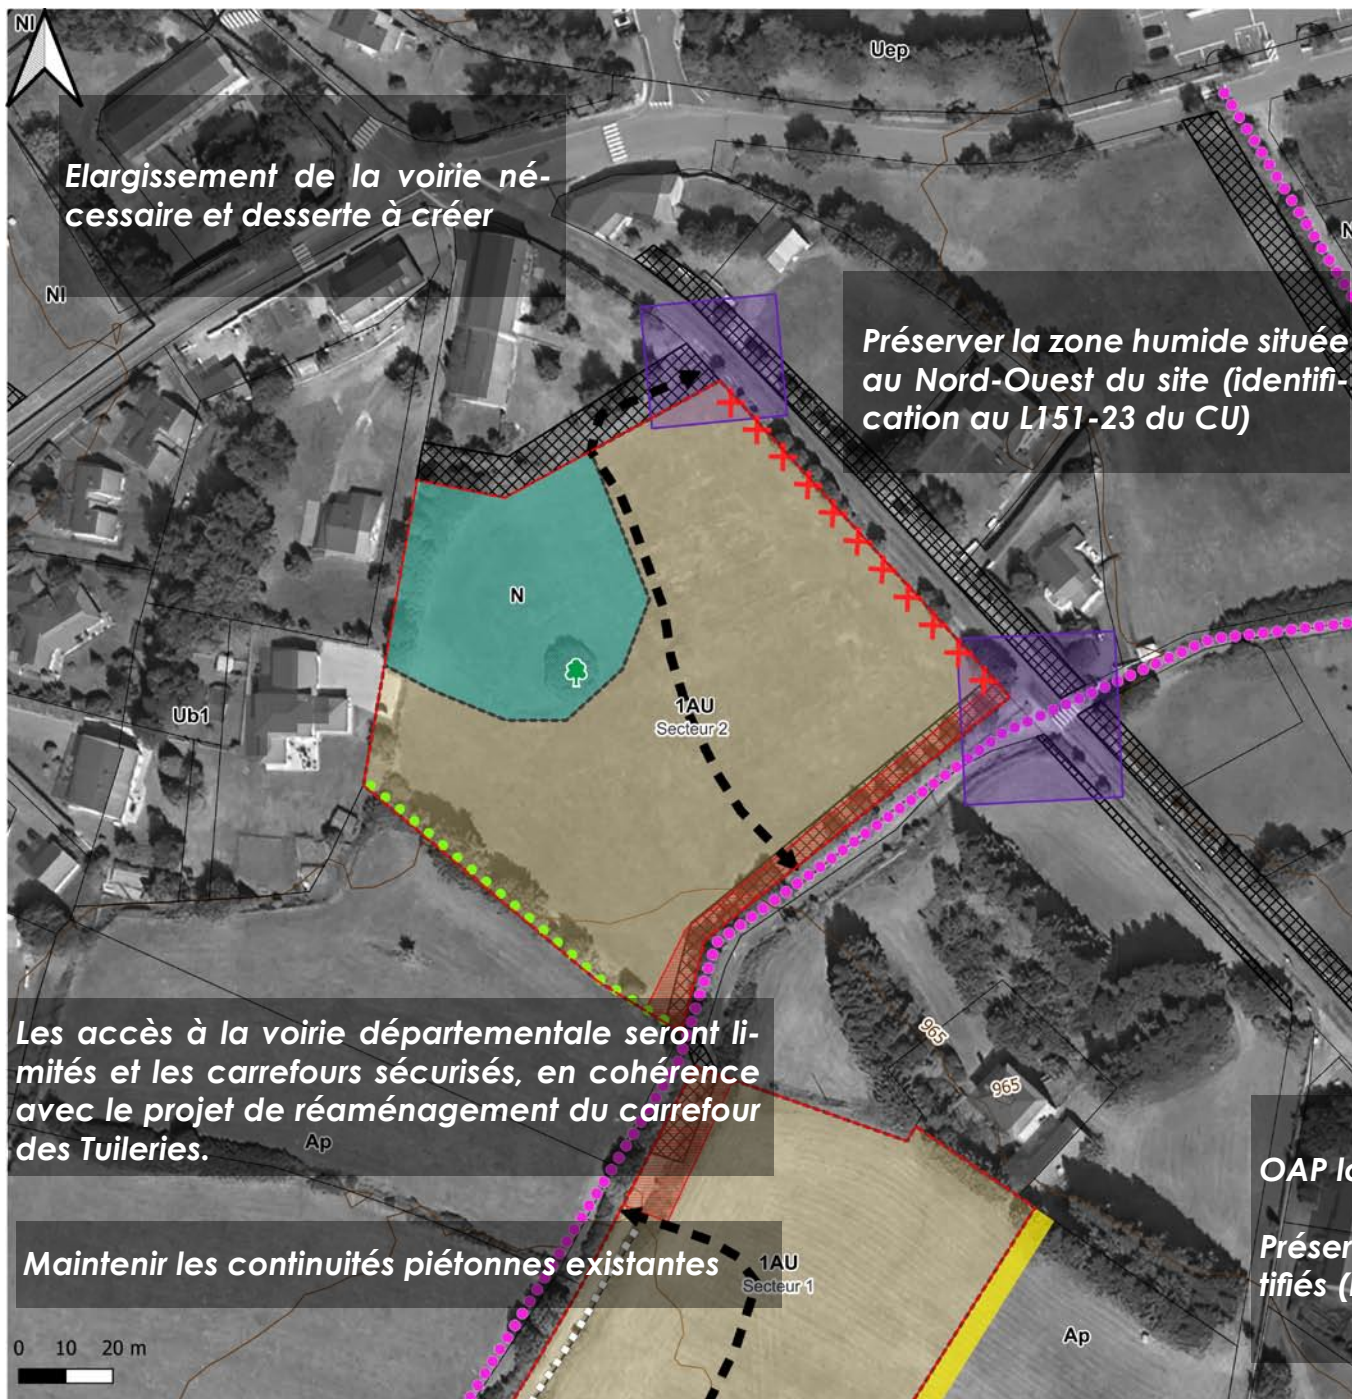 Nl
Uep
Elargissement de la voirie né-
cessaire et desserte à créer
N
Nl
Préserver la zone humide située
au Nord-Ouest du site (identifi-
cation au L151-23 du CU)
N
Ub1
1AU
Secteur 2
Les accès à la voirie départementale seront li-
mités et les carrefours sécurisés, en cohérence
avec le projet de réaménagement du carrefour
des Tuileries.
Ap
965
965
OAP lo
Préser
tifiés (
Maintenir les continuités piétonnes existantes
1AU
Secteur 1
Ap
0 10 20 m